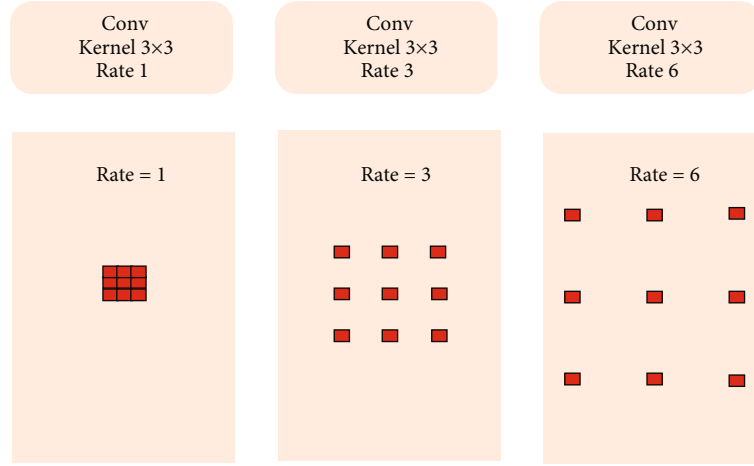 Conv
Kernel 3×3
Rate 1
Conv
Kernel 3×3
Rate 3
Conv
Kernel 3×3
Rate 6
Rate = 1
Rate = 3
Rate = 6